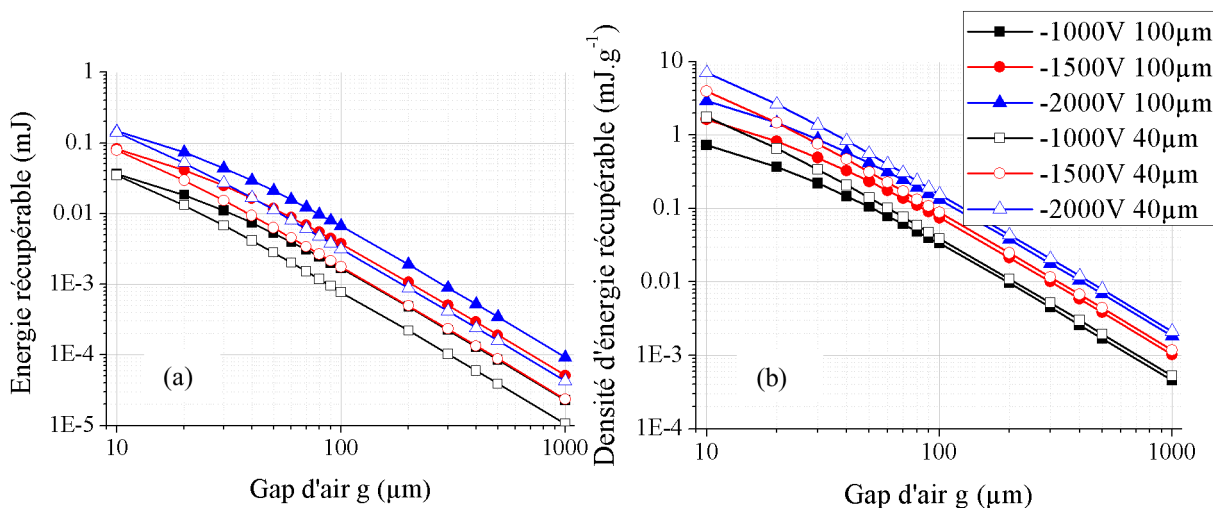 Energie récupérable (mJ)
1
0.1
0.01
1E-3
1E-4
1E-5
10
100
1000
Gap d'air g (µm)
(a)
Densité d'énergie récupérable (mJ.g⁻¹)
10
1
0.1
0.01
1E-3
1E-4
10
100
1000
Gap d'air g (µm)
(b)
-1000V 100µm
-1500V 100µm
-2000V 100µm
-1000V 40µm
-1500V 40µm
-2000V 40µm